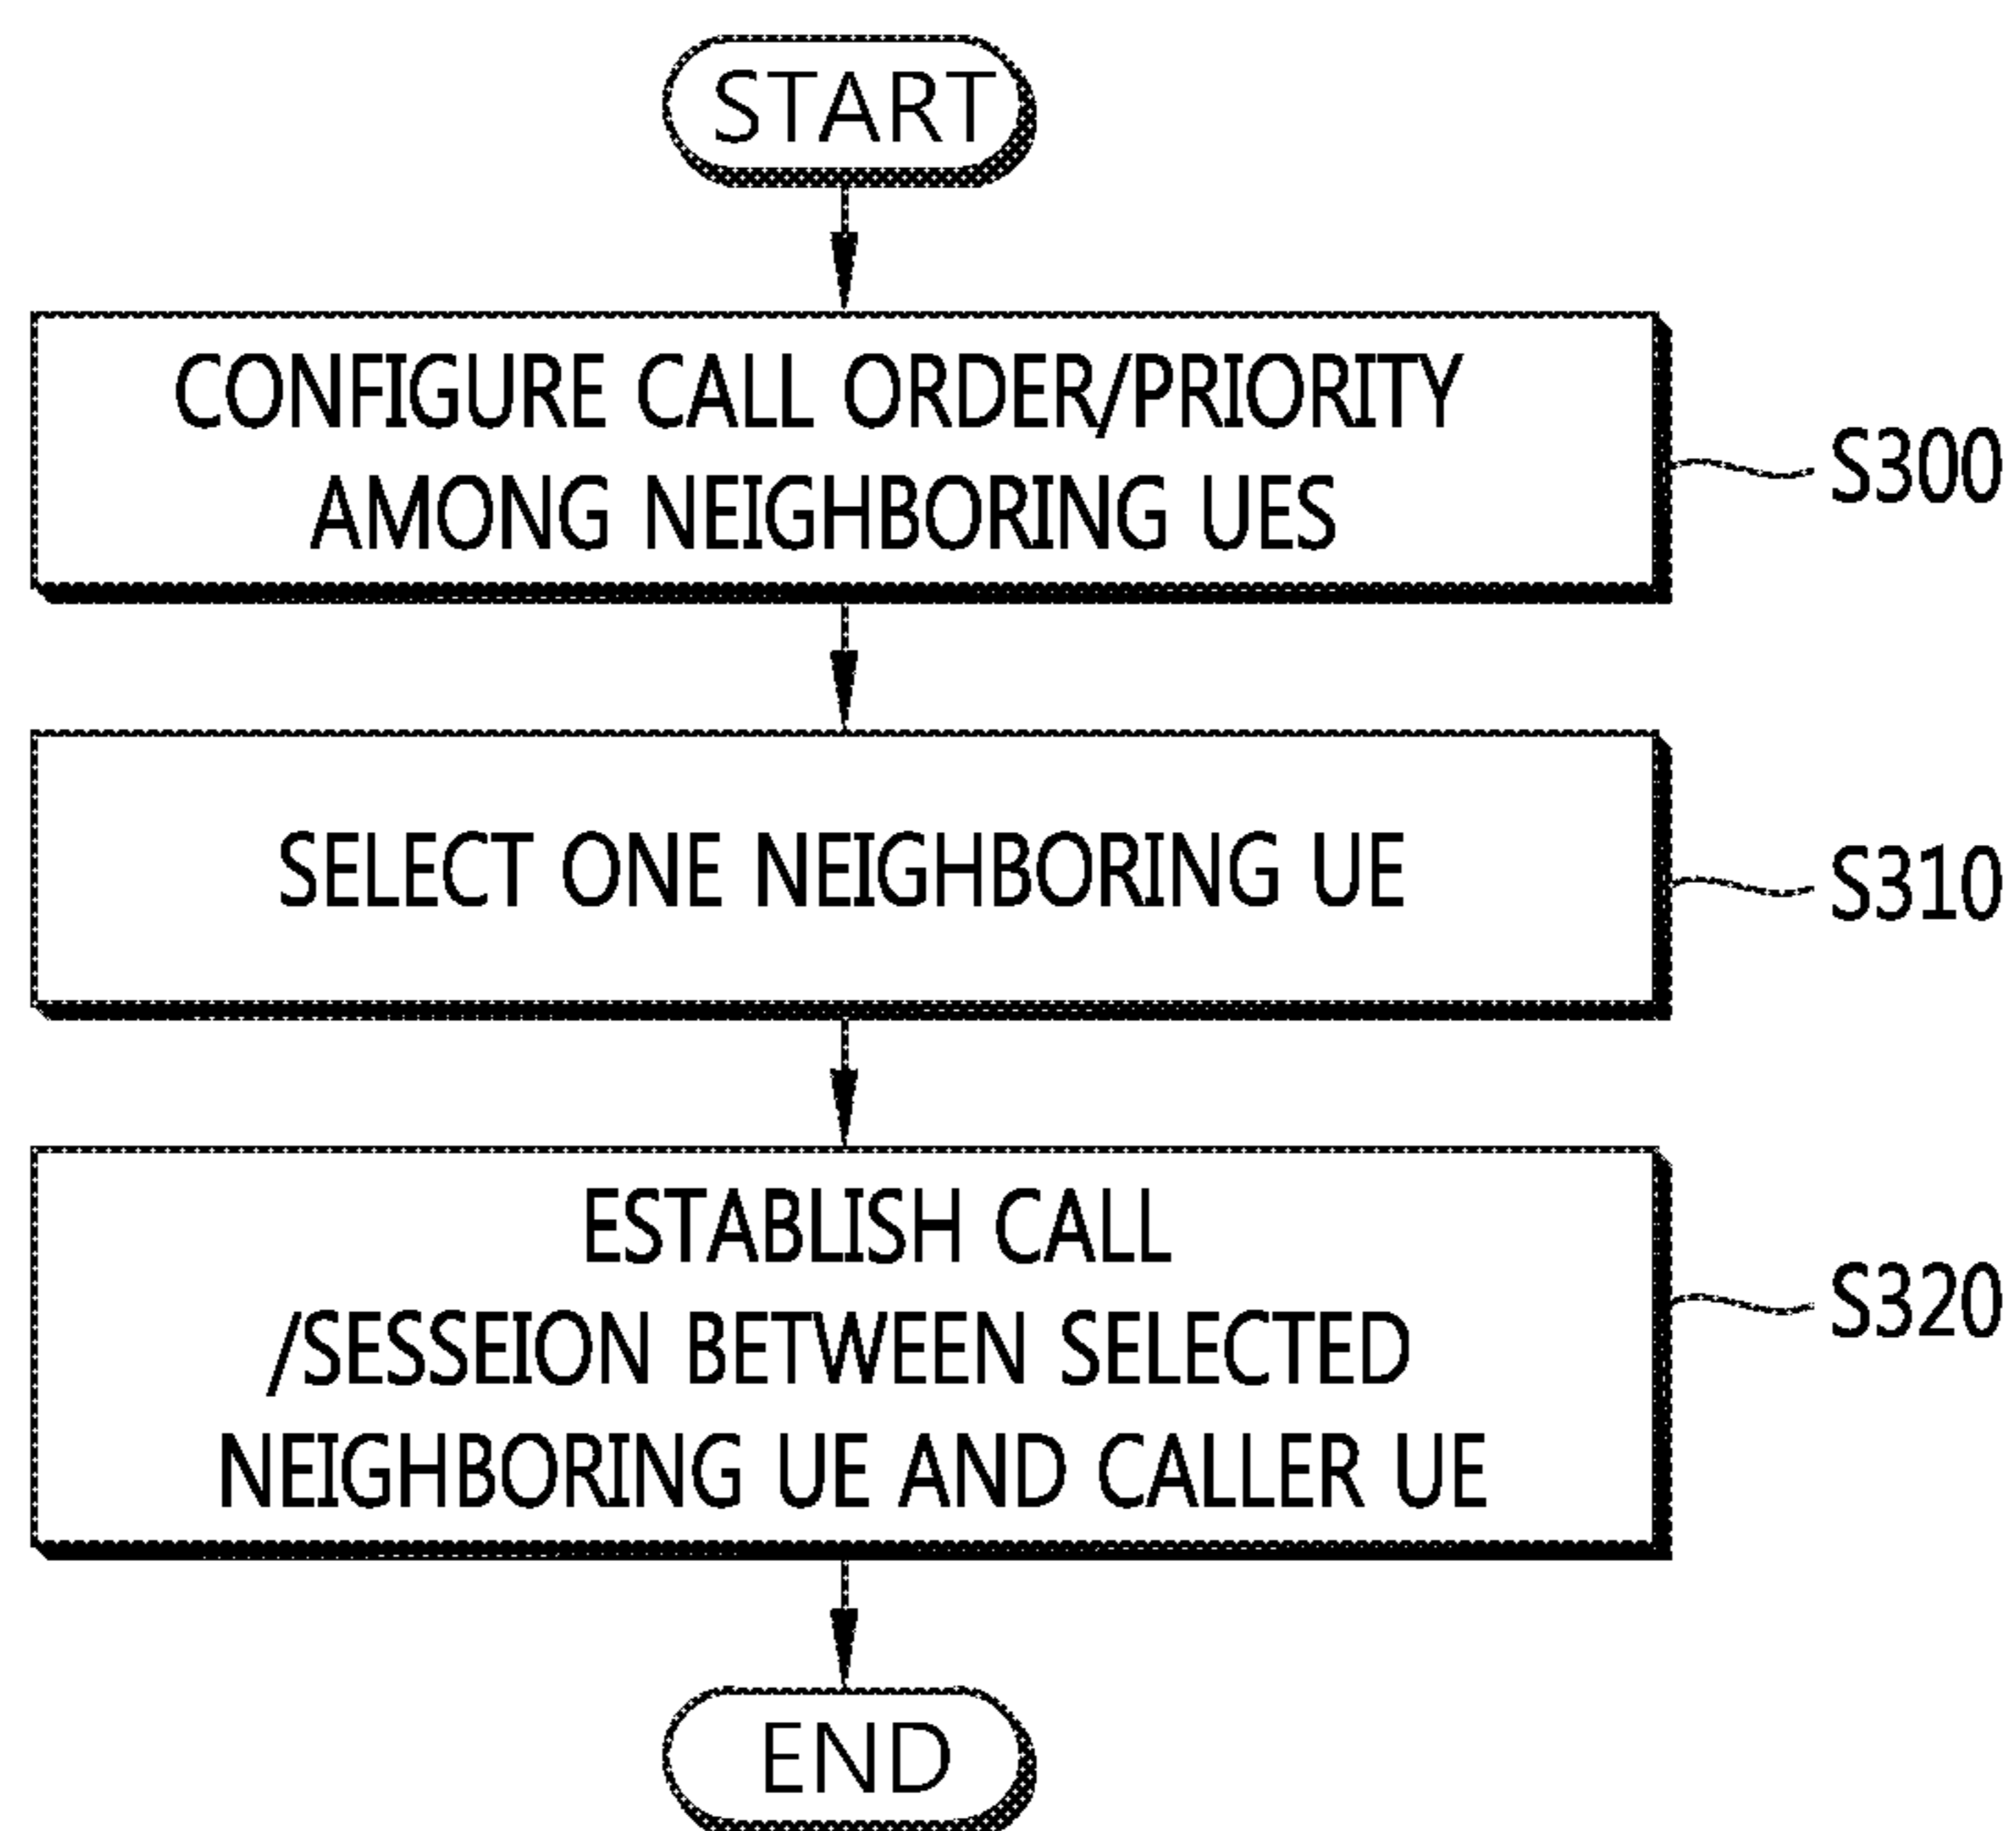 START
CONFIGURE CALL ORDER/PRIORITY
AMONG NEIGHBORING UES
S300
SELECT ONE NEIGHBORING UE
S310
ESTABLISH CALL
/SESSEION BETWEEN SELECTED
NEIGHBORING UE AND CALLER UE
S320
END